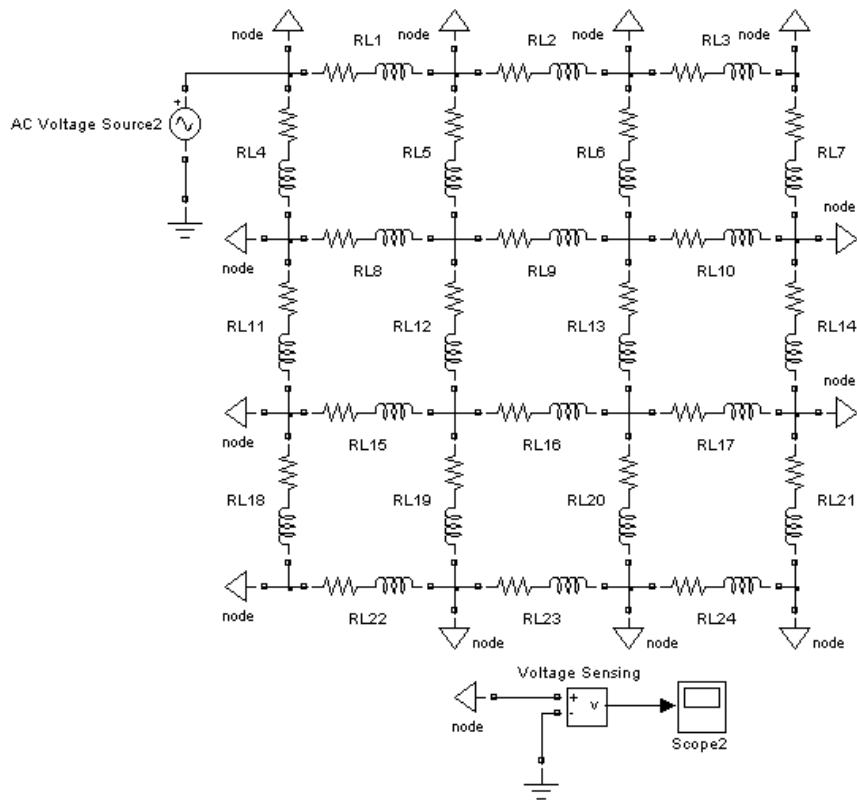 node RL1 node RL2 node RL3 node
+
AC Voltage Source2
RL4 RL5 RL6 RL7
node
node RL8 RL9 RL10
RL11 RL12 RL13 RL14
node
node RL15 RL16 RL17
RL18 RL19 RL20 RL21
node RL22 RL23 RL24
node node
Voltage Sensing
+
v
-
node
Scope2